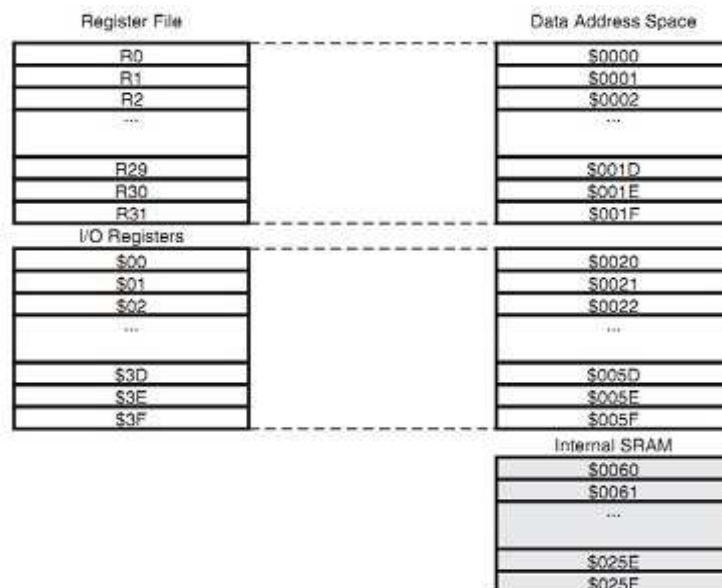 Register File Data Address Space
R0 $0000
R1 $0001
R2 $0002
... ...
R29 $001D
R30 $001E
R31 $001F
I/O Registers
$00 $0020
$01 $0021
$02 $0022
... ...
$3D $005D
$3E $005E
$3F $005F
Internal SRAM
$0060
$0061
...
$025E
$025F